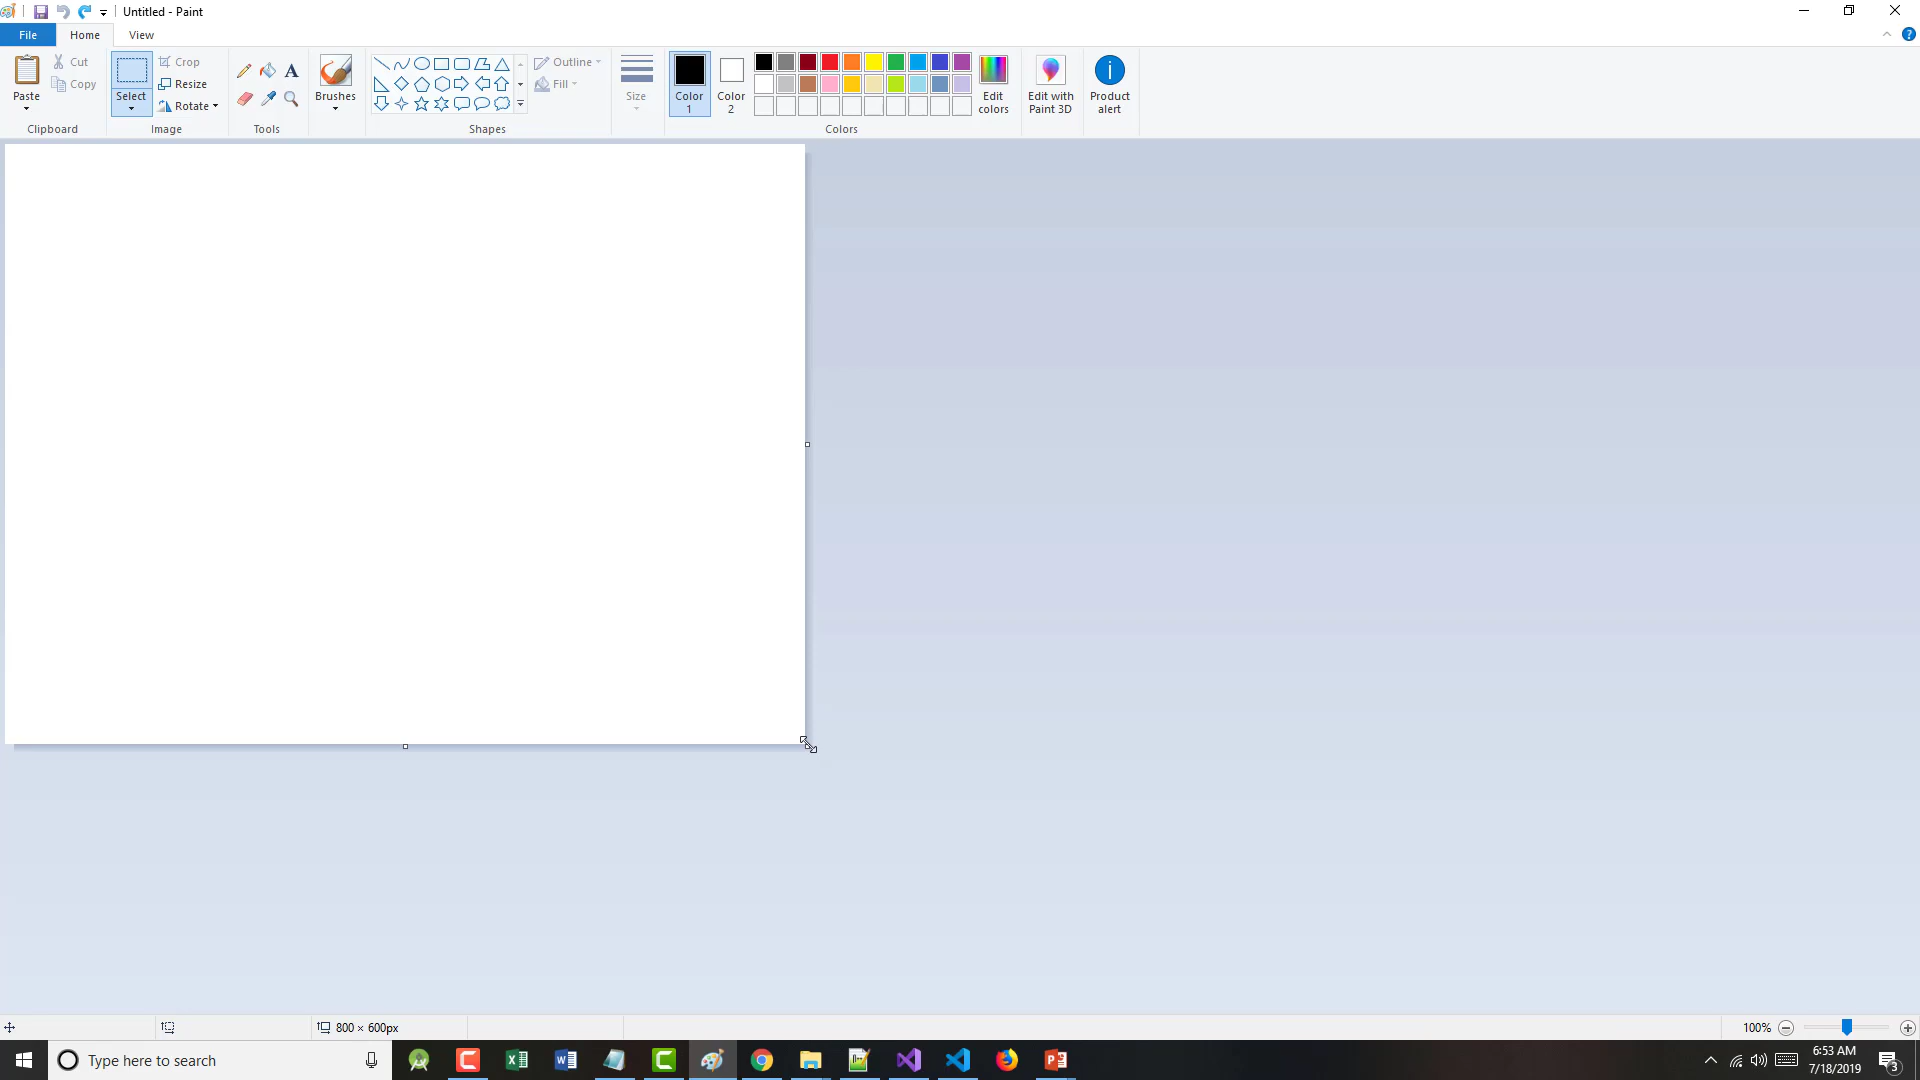 Untitled - Paint
File
Home
View
Paste
Cut
Copy
Clipboard
Select
Crop
Resize
Rotate
Image
Tools
Brushes
Shapes
Outline
Fill
Size
Color
1
Color
2
Colors
Edit
colors
Edit with
Paint 3D
Product
alert
800 × 600px
100%
Type here to search
6:53 AM
7/18/2019
3